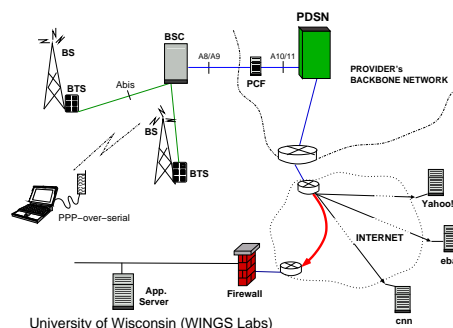 PDSN
BSC
BS
A8/A9
A10/11
BTS
Abis
PCF
PROVIDER's
BACKBONE NETWORK
BS
BTS
PPP-over-serial
Yahoo!
INTERNET
eba
App.
Server
Firewall
cnn
University of Wisconsin (WINGS Labs)